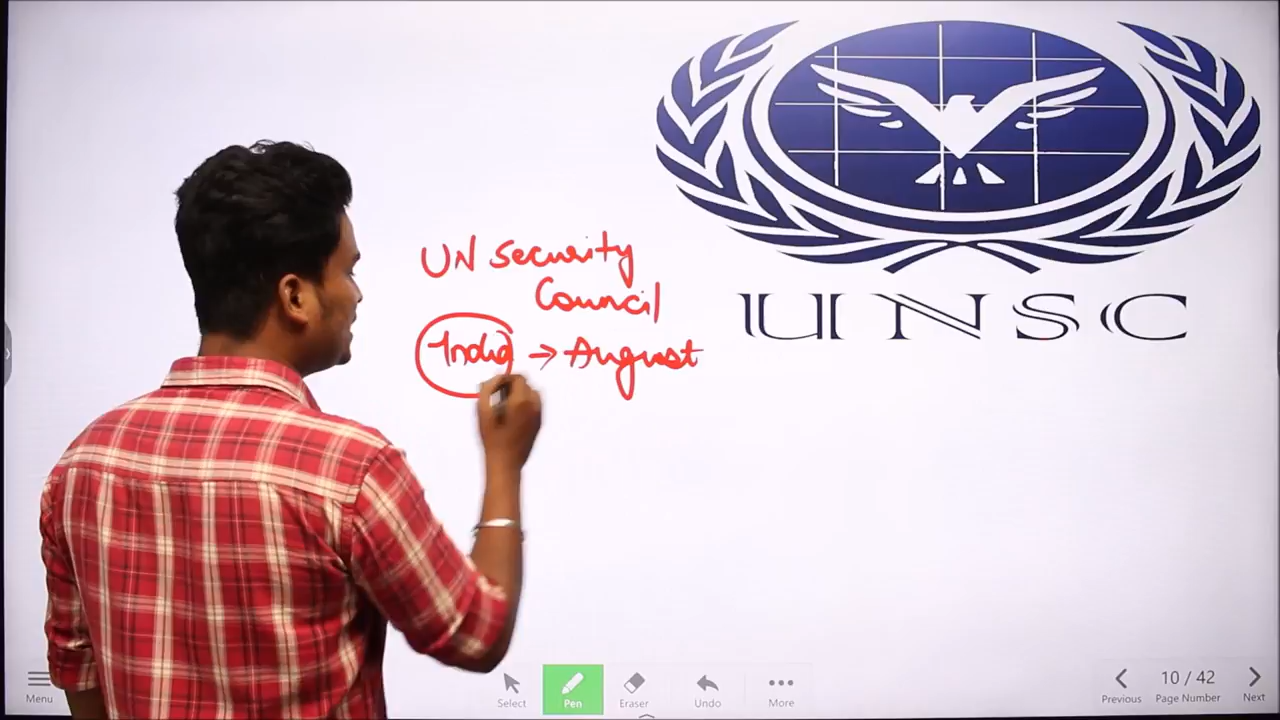 UN Security
Council
India → August
UNSC
Menu
Select
Pen
Eraser
Undo
More
Previous
10 / 42
Page Number
Next